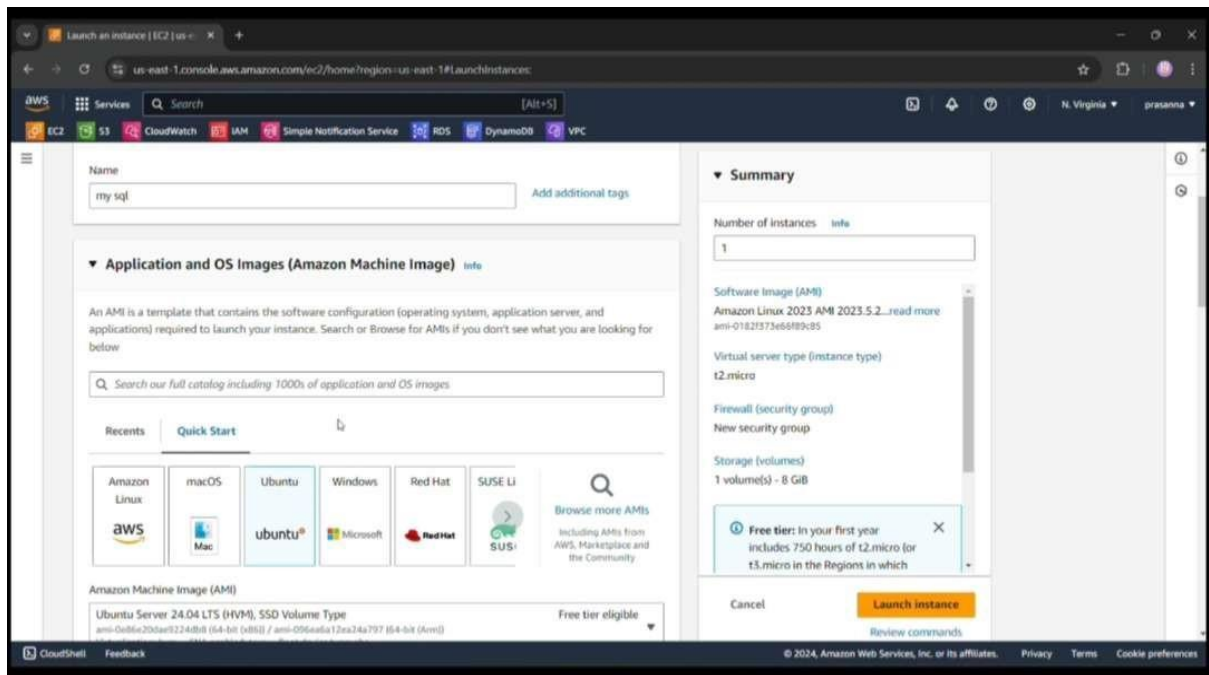 Launch an instance | EC2 | us-e
us-east-1.console.aws.amazon.com/ec2/home?region=us-east-1#LaunchInstances:
aws Services Search [Alt+S] N. Virginia prasanna
EC2 S3 CloudWatch IAM Simple Notification Service RDS DynamoDB VPC
Name
my sql
Add additional tags
Application and OS Images (Amazon Machine Image) Info
An AMI is a template that contains the software configuration (operating system, application server, and
applications) required to launch your instance. Search or Browse for AMIs if you don't see what you are looking for
below
Search our full catalog including 1000s of application and OS images
Recents Quick Start
Amazon Linux
aws
macOS
Mac
Ubuntu
ubuntu
Windows
Microsoft
Red Hat
Red Hat
SUSE Li
SUS
Browse more AMIs
Including AMIs from
AWS, Marketplace and
the Community
Amazon Machine Image (AMI)
Ubuntu Server 24.04 LTS (HVM), SSD Volume Type
Free tier eligible
Summary
Number of instances Info
1
Software Image (AMI)
Amazon Linux 2023 AMI 2023.5.2...read more
ami-0182f373e66f89c85
Virtual server type (instance type)
t2.micro
Firewall (security group)
New security group
Storage (volumes)
1 volume(s) - 8 GiB
Free tier: In your first year
includes 750 hours of t2.micro (or
t3.micro in the Regions in which
Cancel
Launch instance
Review commands
CloudShell Feedback © 2024, Amazon Web Services, Inc. or its affiliates. Privacy Terms Cookie preferences